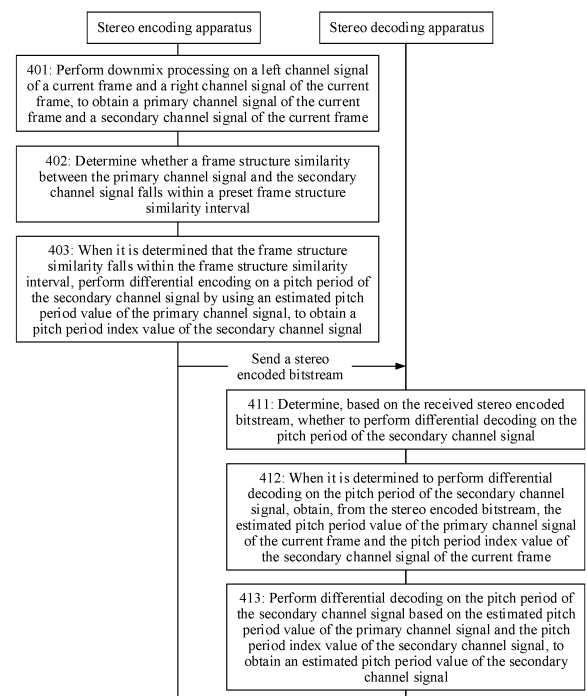 Stereo encoding apparatus
Stereo decoding apparatus
401: Perform downmix processing on a left channel signal
of a current frame and a right channel signal of the current
frame, to obtain a primary channel signal of the current
frame and a secondary channel signal of the current frame
402: Determine whether a frame structure similarity
between the primary channel signal and the secondary
channel signal falls within a preset frame structure
similarity interval
403: When it is determined that the frame structure
similarity falls within the frame structure similarity
interval, perform differential encoding on a pitch period of
the secondary channel signal by using an estimated pitch
period value of the primary channel signal, to obtain a
pitch period index value of the secondary channel signal
Send a stereo
encoded bitstream
411: Determine, based on the received stereo encoded
bitstream, whether to perform differential decoding on the
pitch period of the secondary channel signal
412: When it is determined to perform differential
decoding on the pitch period of the secondary channel
signal, obtain, from the stereo encoded bitstream, the
estimated pitch period value of the primary channel signal
of the current frame and the pitch period index value of
the secondary channel signal of the current frame
413: Perform differential decoding on the pitch period of
the secondary channel signal based on the estimated pitch
period value of the primary channel signal and the pitch
period index value of the secondary channel signal, to
obtain an estimated pitch period value of the secondary
channel signal